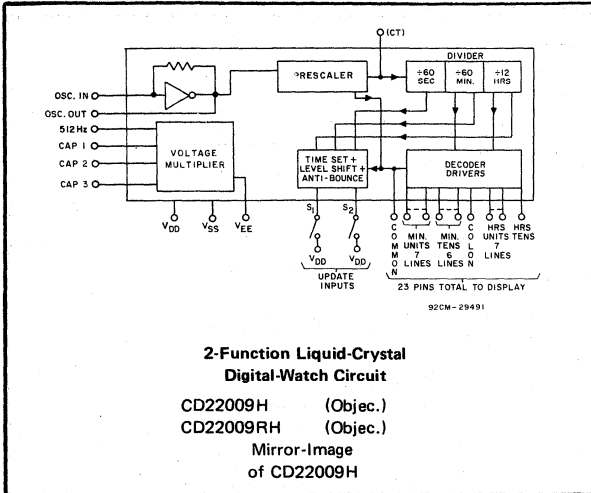 (CT)
DIVIDER
PRESCALER
÷60 SEC
÷60 MIN.
÷12 HRS
OSC. IN
OSC. OUT
512Hz
CAP 1
CAP 2
CAP 3
VOLTAGE
MULTIPLIER
TIME SET +
LEVEL SHIFT +
ANTI-BOUNCE
DECODER
DRIVERS
VDD
VSS
VEE
S1
S2
VDD
VDD
UPDATE
INPUTS
COMMON
MIN.
UNITS
7
LINES
MIN.
TENS
6
LINES
COLON
HRS
UNITS
7
LINES
HRS
TENS
23 PINS TOTAL TO DISPLAY
92CM-29491
2-Function Liquid-Crystal
Digital-Watch Circuit
CD22009H (Objec.)
CD22009RH (Objec.)
Mirror-Image
of CD22009H